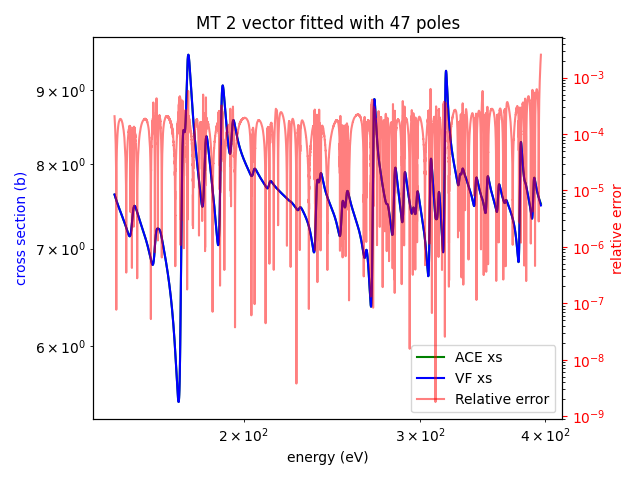 MT 2 vector fitted with 47 poles
cross section (b)
9 × 10⁰
8 × 10⁰
7 × 10⁰
6 × 10⁰
relative error
10⁻³
10⁻⁴
10⁻⁵
10⁻⁶
10⁻⁷
10⁻⁸
10⁻⁹
ACE xs
VF xs
Relative error
2 × 10² 3 × 10² 4 × 10²
energy (eV)